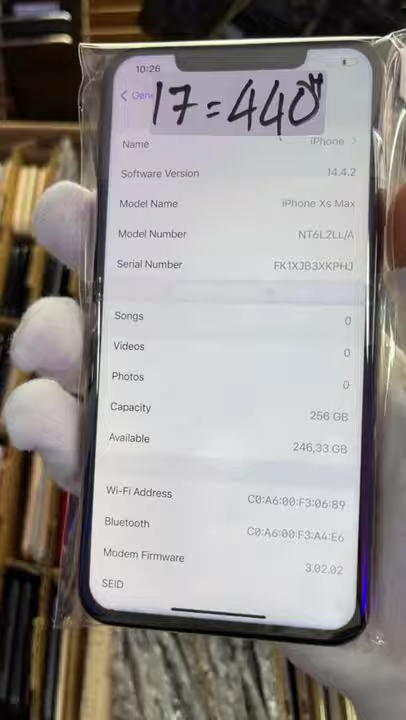 10:26
17=440
Name iPhone
Software Version 14.4.2
Model Name iPhone Xs Max
Model Number NT6L2LL/A
Serial Number FK1XJB3XKPHJ
Songs 0
Videos 0
Photos 0
Capacity 256 GB
Available 246,33 GB
Wi-Fi Address C0:A6:00:F3:06:89
Bluetooth C0:A6:00:F3:A4:E6
Modem Firmware 3.02.02
SEID